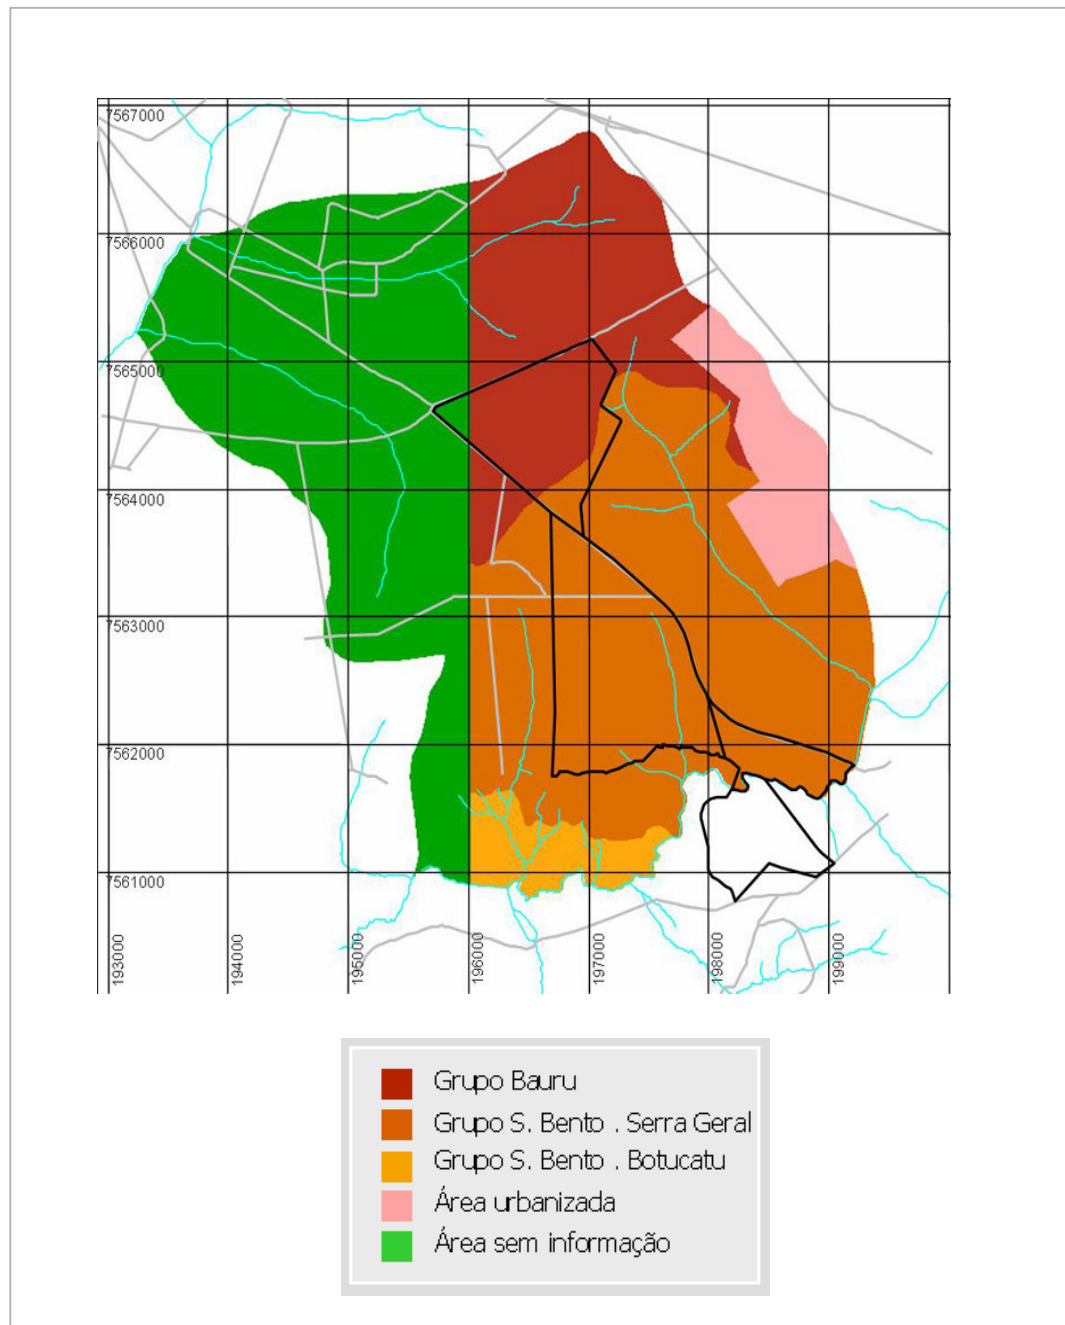 7567000
7566000
7565000
7564000
7563000
7562000
7561000
193000
194000
195000
196000
197000
198000
199000
Grupo Bauru
Grupo S. Bento . Serra Geral
Grupo S. Bento . Botucatu
Área urbanizada
Área sem informação